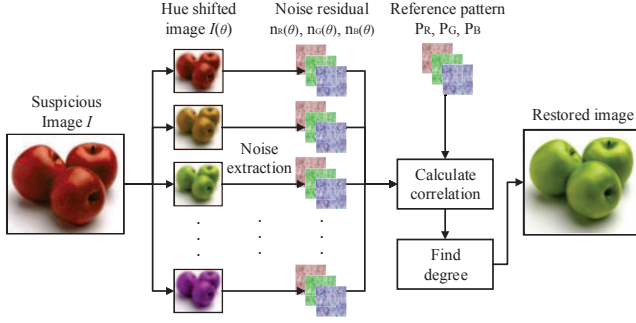 Hue shifted
image I(θ)
Noise residual
nR(θ), nG(θ), nB(θ)
Reference pattern
PR, PG, PB
Suspicious
Image I
Restored image
Noise
extraction
Calculate
correlation
Find
degree